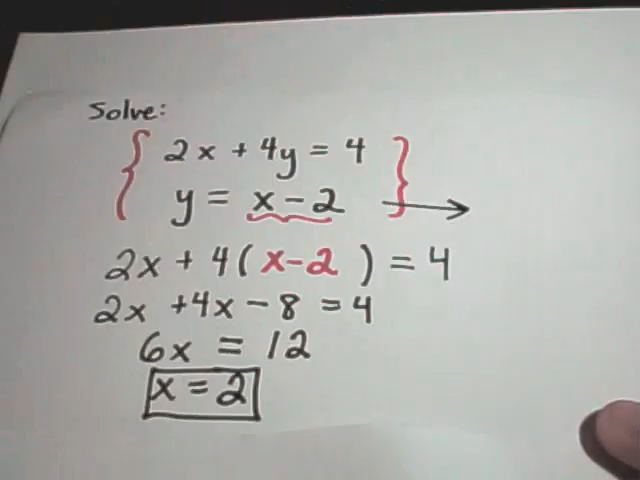 Solve:
2x + 4y = 4
y = x - 2
2x + 4(x-2) = 4
2x + 4x - 8 = 4
6x = 12
x = 2